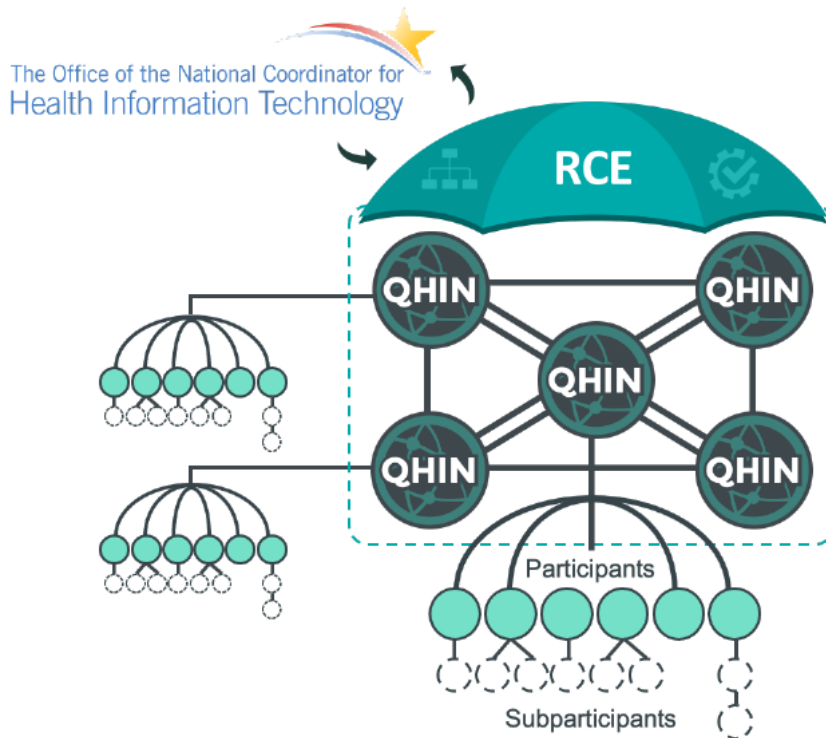 The Office of the National Coordinator for
Health Information Technology
RCE
QHIN
QHIN
QHIN
QHIN
QHIN
Participants
Subparticipants